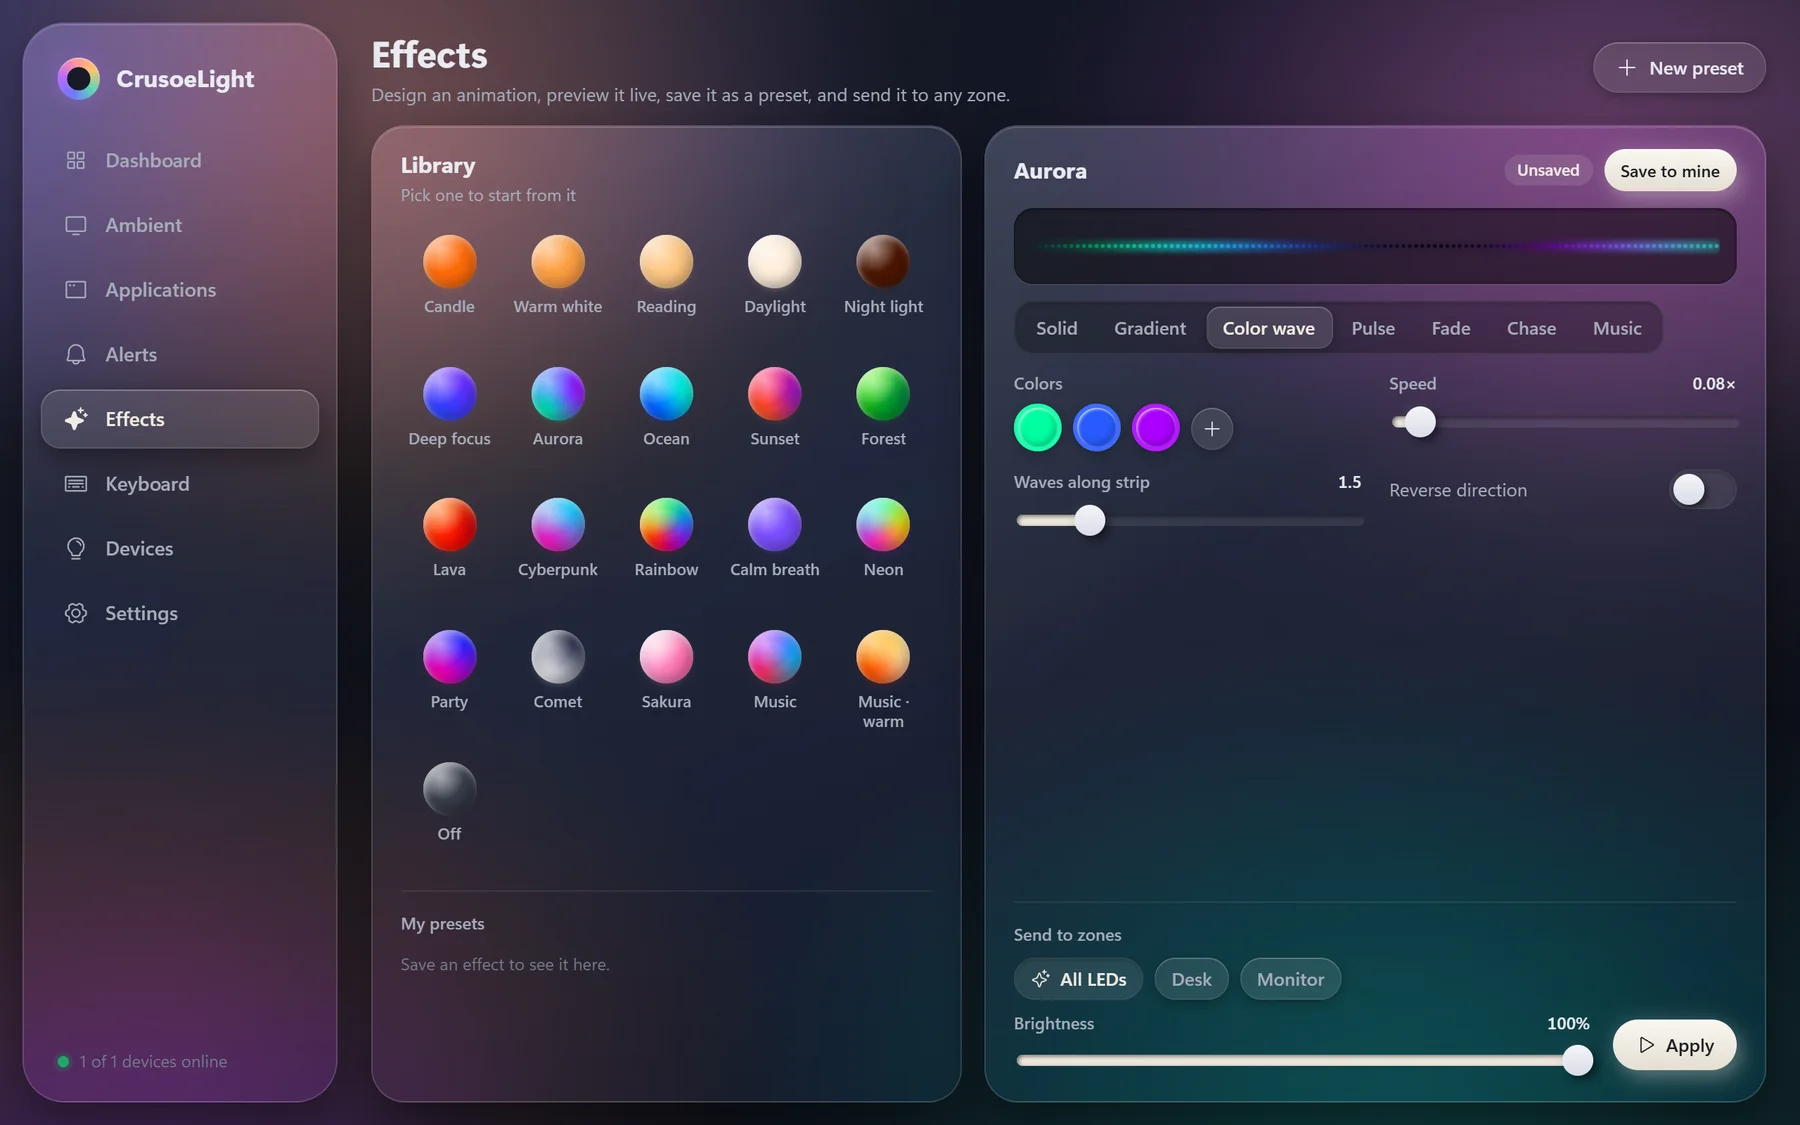 CrusoeLight
Dashboard
Ambient
Applications
Alerts
Effects
Keyboard
Devices
Settings
1 of 1 devices online
Effects
Design an animation, preview it live, save it as a preset, and send it to any zone.
New preset
Library
Pick one to start from it
Candle Warm white Reading Daylight Night light
Deep focus Aurora Ocean Sunset Forest
Lava Cyberpunk Rainbow Calm breath Neon
Party Comet Sakura Music Music ·
warm
Off
My presets
Save an effect to see it here.
Aurora
Unsaved
Save to mine
Solid Gradient Color wave Pulse Fade Chase Music
Colors
Speed 0.08×
Waves along strip 1.5
Reverse direction
Send to zones
All LEDs Desk Monitor
Brightness 100%
Apply